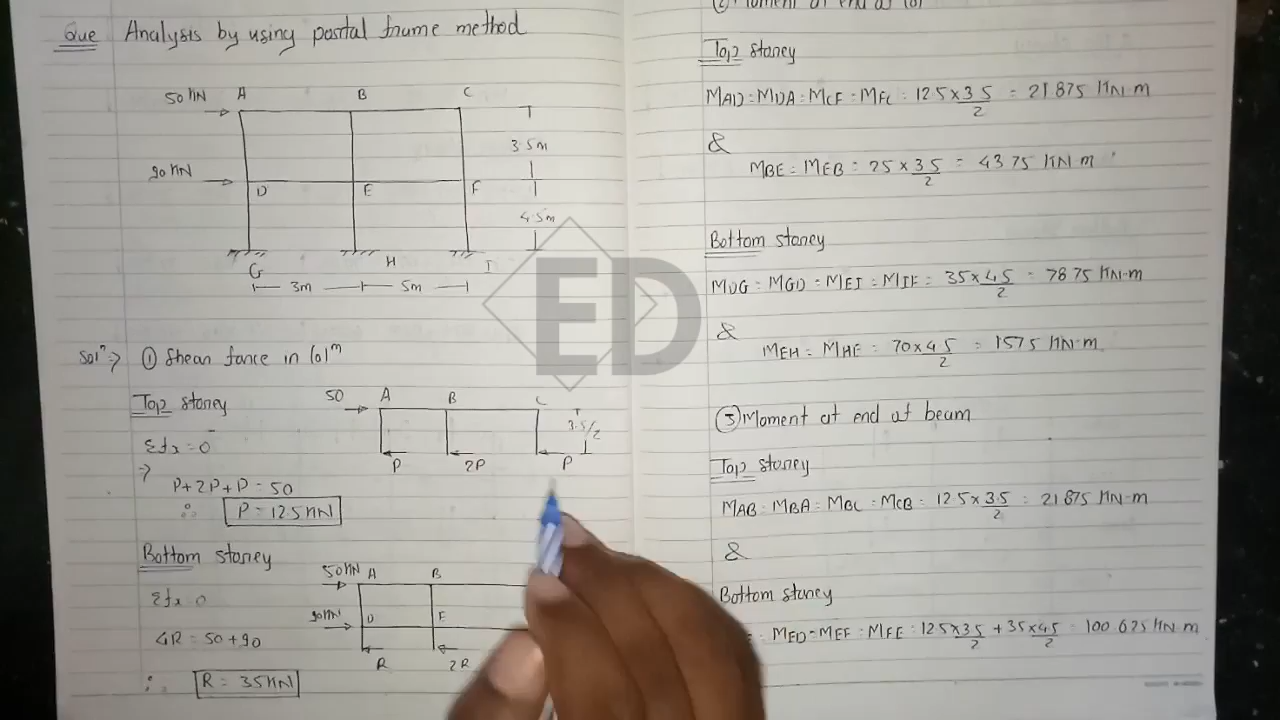 Que Analysis by using portal frame method
50 KN A B C
3.5m
90 KN D E F
4.5m
G H I
3m 5m
ED
Solⁿ ⇒ ① Shear force in colᵐ
Top storey
50 A B C
3.5/2
Σfx = 0
P 2P P
⇒ P + 2P + P = 50
∴ P = 12.5 KN
Bottom storey
50 KN A B
Σfx = 0
90 KN D E
4R = 50 + 90
R 2R
∴ R = 35 KN
Top storey
MAD = MDA = MCF = MFC = 12.5 × 3.5/2 = 21.875 KN.m
&
MBE = MEB = 25 × 3.5/2 = 43.75 KN.m
Bottom storey
MDG = MGD = MFI = MIF = 35 × 4.5/2 = 78.75 KN.m
&
MEH = MHE = 70 × 4.5/2 = 157.5 KN.m
③ Moment at end of beam
Top storey
MAB = MBA = MBC = MCB = 12.5 × 3.5/2 = 21.875 KN.m
&
Bottom storey
= MED = MEF = MFE = 12.5 × 3.5/2 + 35 × 4.5/2 = 100.625 KN.m